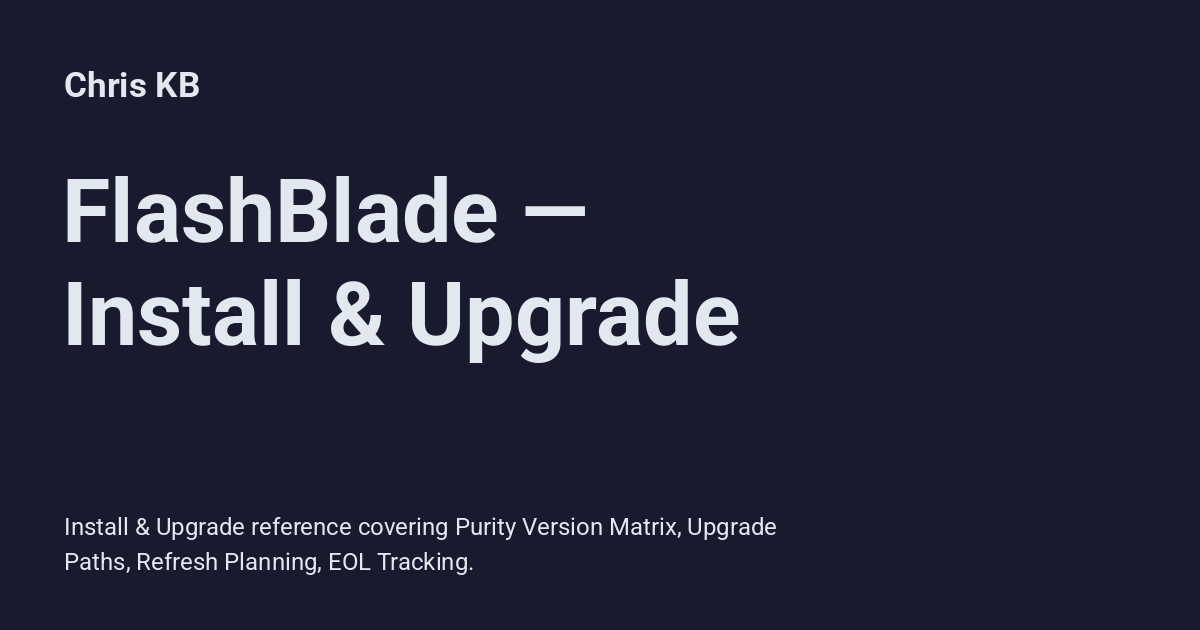 Chris KB
FlashBlade —
Install & Upgrade
Install & Upgrade reference covering Purity Version Matrix, Upgrade
Paths, Refresh Planning, EOL Tracking.